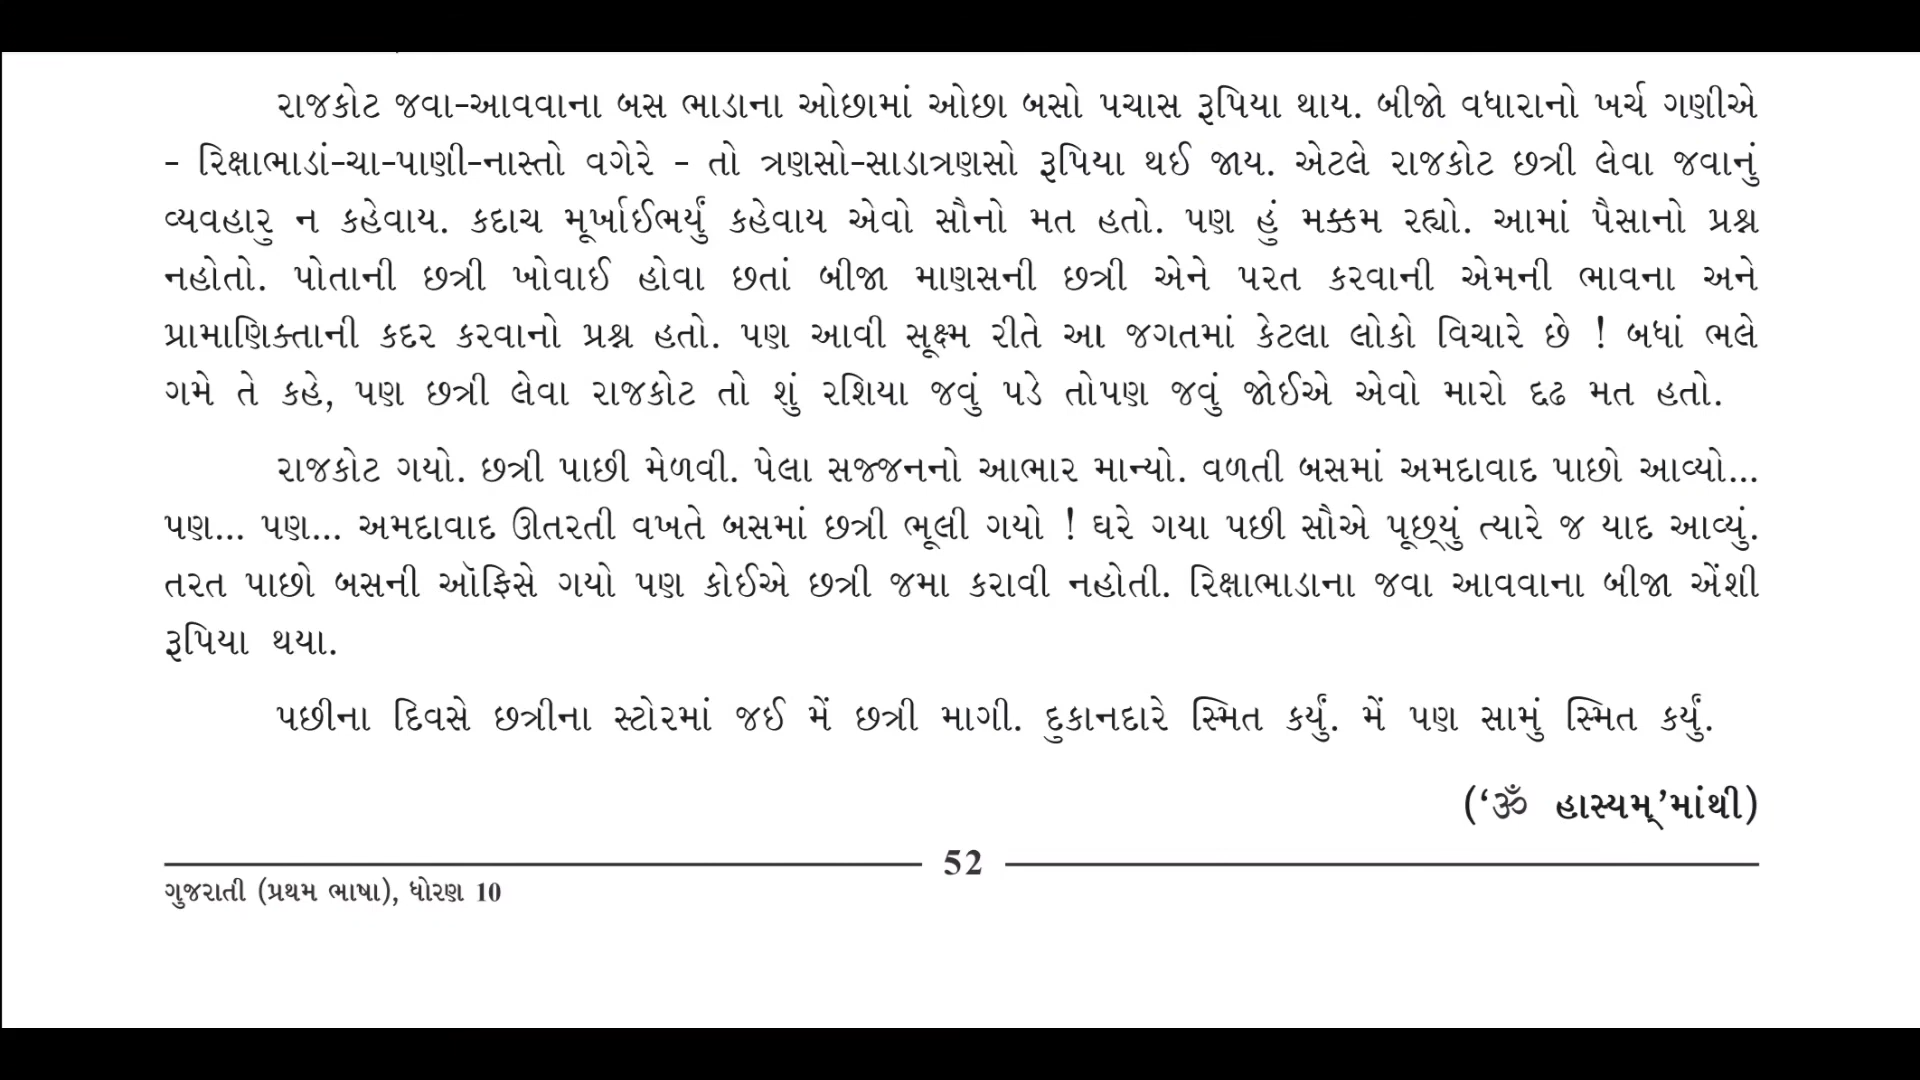 રાજકોટ જવા-આવવાના બસ ભાડાના ઓછામાં ઓછા બસો પચાસ રૂપિયા થાય. બીજો વધારાનો ખર્ચ ગણીએ
- રિક્ષાભાડાં-ચા-પાણી-નાસ્તો વગેરે - તો ત્રણસો-સાડાત્રણસો રૂપિયા થઈ જાય. એટલે રાજકોટ છત્રી લેવા જવાનું
વ્યવહારુ ન કહેવાય. કદાચ મૂર્ખાઈભર્યું કહેવાય એવો સૌનો મત હતો. પણ હું મક્કમ રહ્યો. આમાં પૈસાનો પ્રશ્ન
નહોતો. પોતાની છત્રી ખોવાઈ હોવા છતાં બીજા માણસની છત્રી એને પરત કરવાની એમની ભાવના અને
પ્રામાણિક્તાની કદર કરવાનો પ્રશ્ન હતો. પણ આવી સૂક્ષ્મ રીતે આ જગતમાં કેટલા લોકો વિચારે છે ! બધાં ભલે
ગમે તે કહે, પણ છત્રી લેવા રાજકોટ તો શું રશિયા જવું પડે તોપણ જવું જોઈએ એવો મારો દૃઢ મત હતો.
રાજકોટ ગયો. છત્રી પાછી મેળવી. પેલા સજ્જનનો આભાર માન્યો. વળતી બસમાં અમદાવાદ પાછો આવ્યો...
પણ... પણ... અમદાવાદ ઊતરતી વખતે બસમાં છત્રી ભૂલી ગયો ! ઘરે ગયા પછી સૌએ પૂછ્યું ત્યારે જ યાદ આવ્યું.
તરત પાછો બસની ઑફિસે ગયો પણ કોઈએ છત્રી જમા કરાવી નહોતી. રિક્ષાભાડાના જવા આવવાના બીજા એંશી
રૂપિયા થયા.
પછીના દિવસે છત્રીના સ્ટોરમાં જઈ મેં છત્રી માગી. દુકાનદારે સ્મિત કર્યું. મેં પણ સામું સ્મિત કર્યું.
(‘ૐ હાસ્યમ્’માંથી)
52
ગુજરાતી (પ્રથમ ભાષા), ધોરણ 10